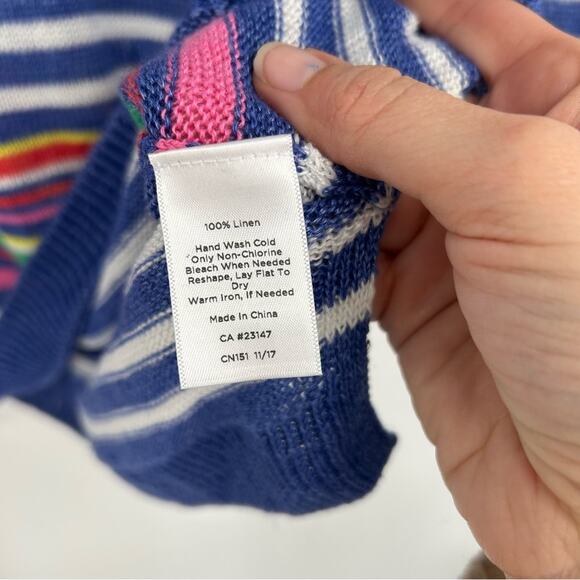 100% Linen
Hand Wash Cold
Only Non-Chlorine
Bleach When Needed
Reshape, Lay Flat To
Dry
Warm Iron, If Needed
Made In China
CA #23147
CN151 11/17